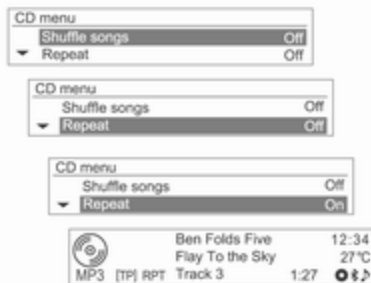 CD menu
Shuffle songs Off
Repeat Off
CD menu
Shuffle songs Off
Repeat Off
CD menu
Shuffle songs Off
Repeat On
Ben Folds Five 12:34
Flay To the Sky 27°C
MP3 [TP] RPT Track 3 1:27